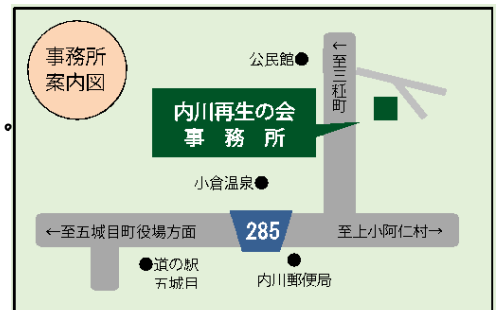 事務所
案内図
公民館●
←至三種町
内川再生の会
事務所
小倉温泉●
←至五城目町役場方面
285
至上小阿仁村→
●道の駅
五城目
内川郵便局